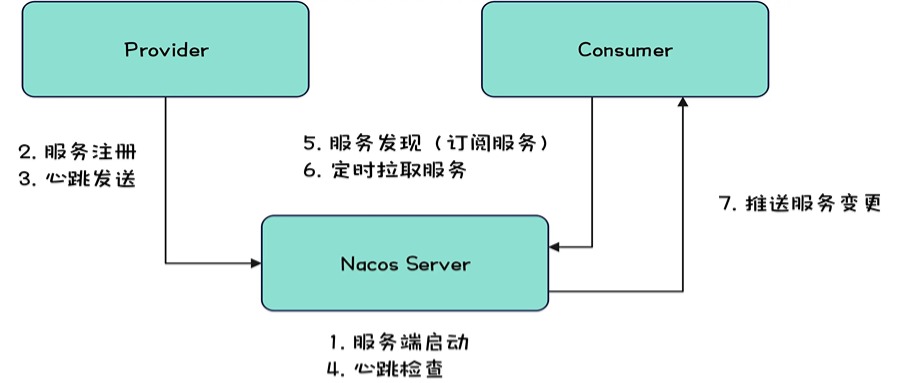 Provider
Consumer
2. 服务注册
3. 心跳发送
5. 服务发现（订阅服务）
6. 定时拉取服务
7. 推送服务变更
Nacos Server
1. 服务端启动
4. 心跳检查